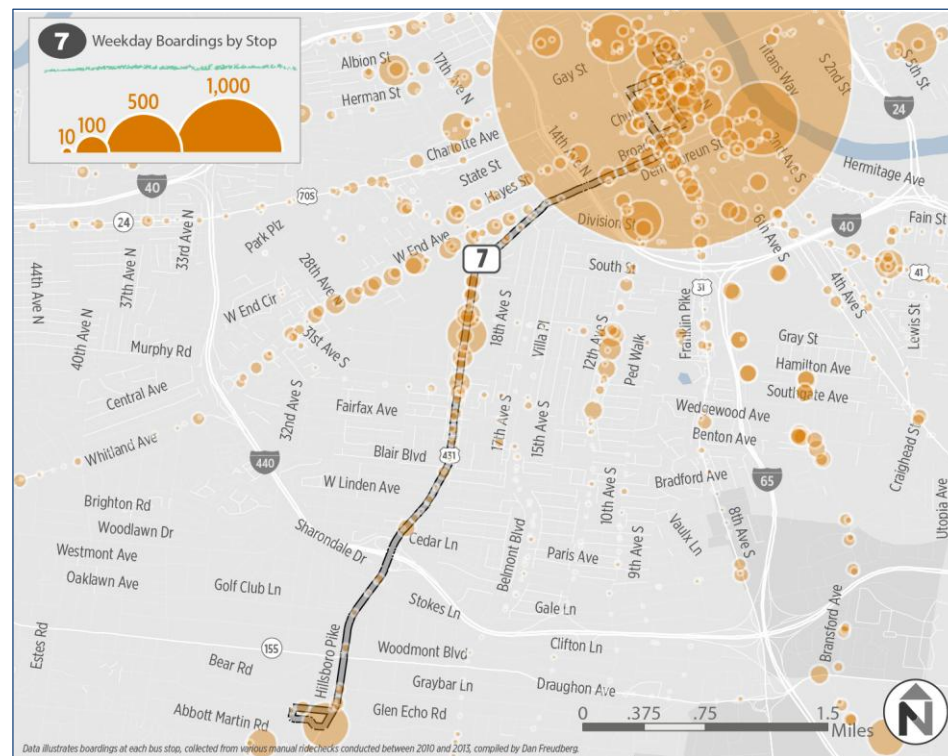 7 Weekday Boardings by Stop
10 100 500 1,000
Albion St
17th Ave N
Herman St
Gay St
Titans Way
S 2nd St
S 5th St
24
Charlotte Ave
14th Ave N
2nd Ave S
Hermitage Ave
40
State St
Hayes St
Demonbreun St
70S
24
Park Plz
W End Ave
Division St
6th Ave S
40
Fain St
44th Ave N
37th Ave N
33rd Ave N
28th Ave N
7
South St
31
4th Ave S
41
40th Ave N
W End Cir
31st Ave S
18th Ave S
Villa Pl
12th Ave S
Ped Walk
Franklin Pike
Lewis St
Murphy Rd
Gray St
Hamilton Ave
Central Ave
32nd Ave S
Fairfax Ave
17th Ave S
15th Ave S
Southgate Ave
Wedgewood Ave
Benton Ave
Whitland Ave
440
Blair Blvd
431
65
Craighead St
Utopia Ave
W Linden Ave
10th Ave S
Bradford Ave
Brighton Rd
Woodlawn Dr
Sharondale Dr
Cedar Ln
Belmont Blvd
Vaulx Ln
8th Ave S
Westmont Ave
Paris Ave
9th Ave S
Oaklawn Ave
Golf Club Ln
Stokes Ln
Gale Ln
Estes Rd
155
Hillsboro Pike
Woodmont Blvd
Clifton Ln
Bransford Ave
Bear Rd
Graybar Ln
Draughon Ave
Abbott Martin Rd
Glen Echo Rd
0 .375 .75 1.5
Miles
N
Data illustrates boardings at each bus stop, collected from various manual ridechecks conducted between 2010 and 2013, compiled by Dan Freudberg.